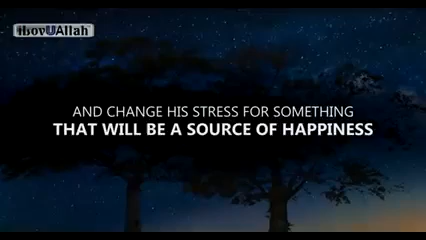 iLovUAllah
AND CHANGE HIS STRESS FOR SOMETHING
THAT WILL BE A SOURCE OF HAPPINESS